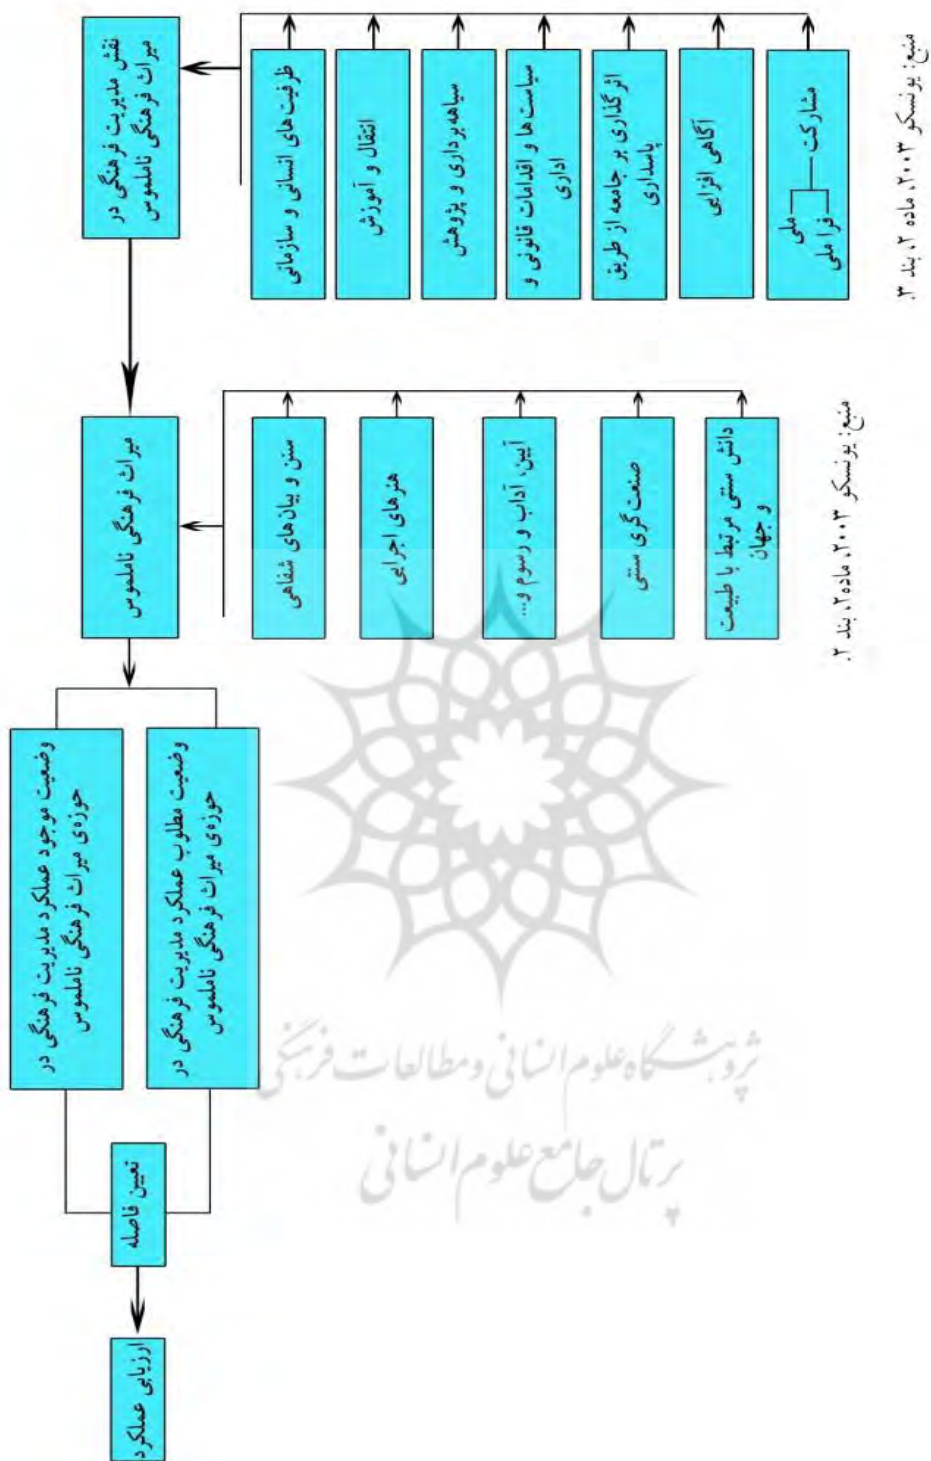 نقش مدیریت فرهنگی در
میراث فرهنگی ناملموس
ظرفیت‌های انسانی و سازمانی
انتقال و آموزش
سیاهه‌برداری و پژوهش
سیاست‌ها و اقدامات قانونی و
اداری
اثرگذاری بر جامعه از طریق
پاسداری
آگاهی افزایی
مشارکت
ملی
فرا ملی
منبع: یونسکو ۲۰۰۳، ماده ۲، بند ۳.
میراث فرهنگی ناملموس
سنن و بیان‌های شفاهی
هنرهای اجرایی
آیین، آداب و رسوم و...
صنعت‌گری سنتی
دانش سنتی مرتبط با طبیعت
و جهان
منبع: یونسکو ۲۰۰۳، ماده ۲، بند ۲.
وضعیت موجود عملکرد مدیریت فرهنگی در
حوزه‌ی میراث فرهنگی ناملموس
وضعیت مطلوب عملکرد مدیریت فرهنگی در
حوزه‌ی میراث فرهنگی ناملموس
تعیین فاصله
ارزیابی عملکرد
پژوهشگاه علوم انسانی و مطالعات فرهنگی
پرتال جامع علوم انسانی